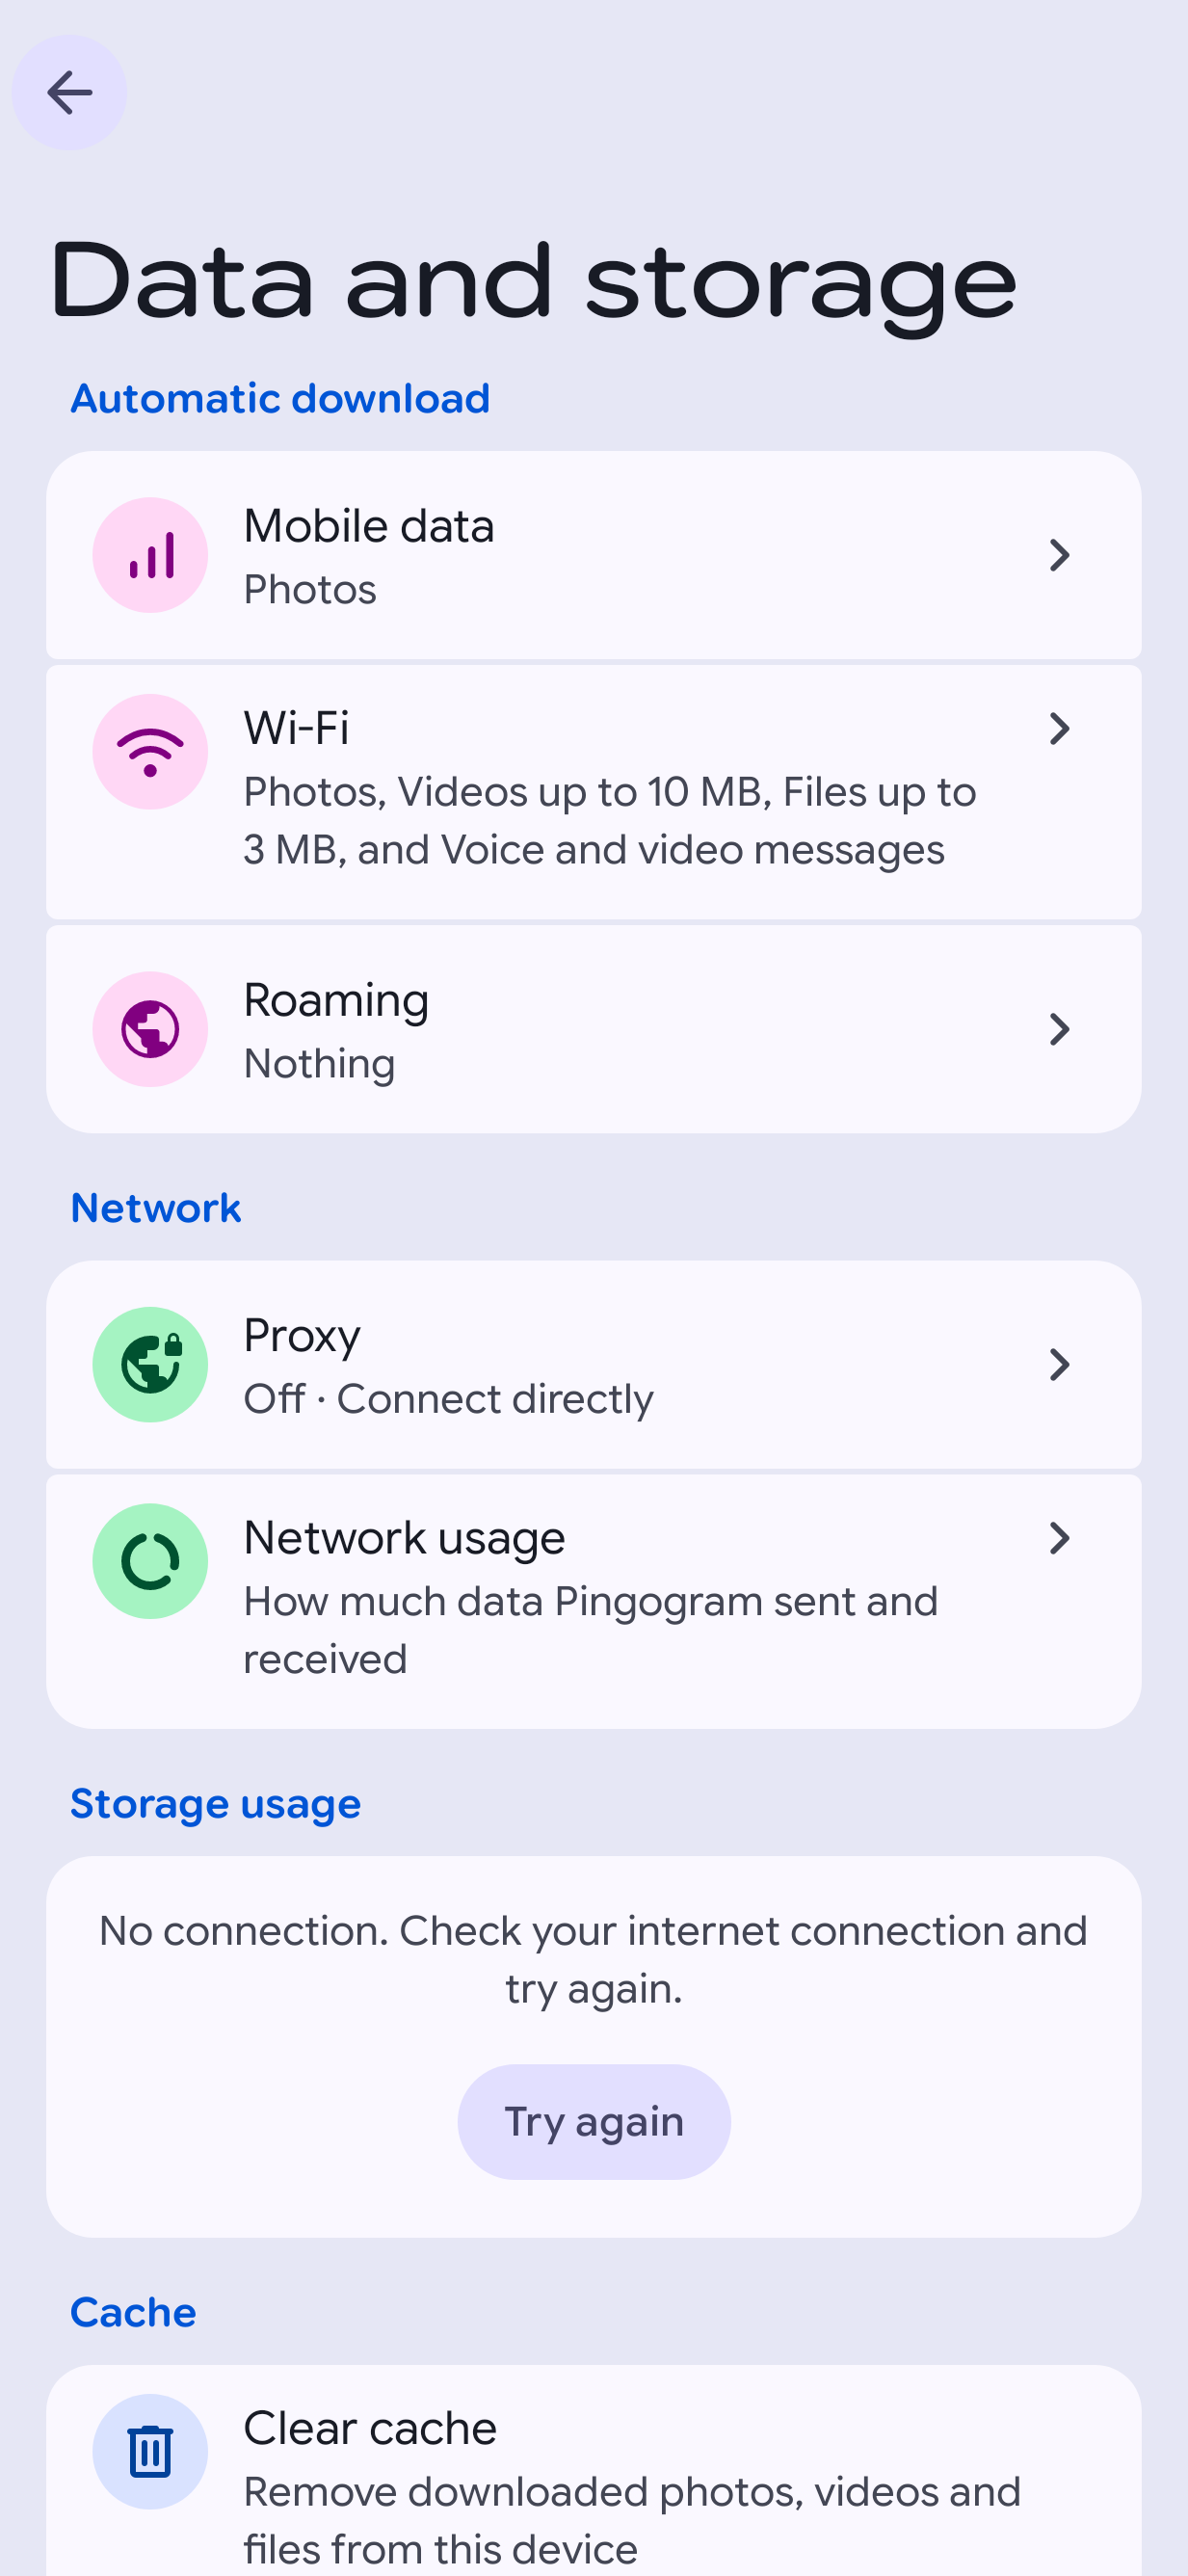 Data and storage
Automatic download
Mobile data
Photos
Wi-Fi
Photos, Videos up to 10 MB, Files up to
3 MB, and Voice and video messages
Roaming
Nothing
Network
Proxy
Off · Connect directly
Network usage
How much data Pingogram sent and
received
Storage usage
No connection. Check your internet connection and
try again.
Try again
Cache
Clear cache
Remove downloaded photos, videos and
files from this device